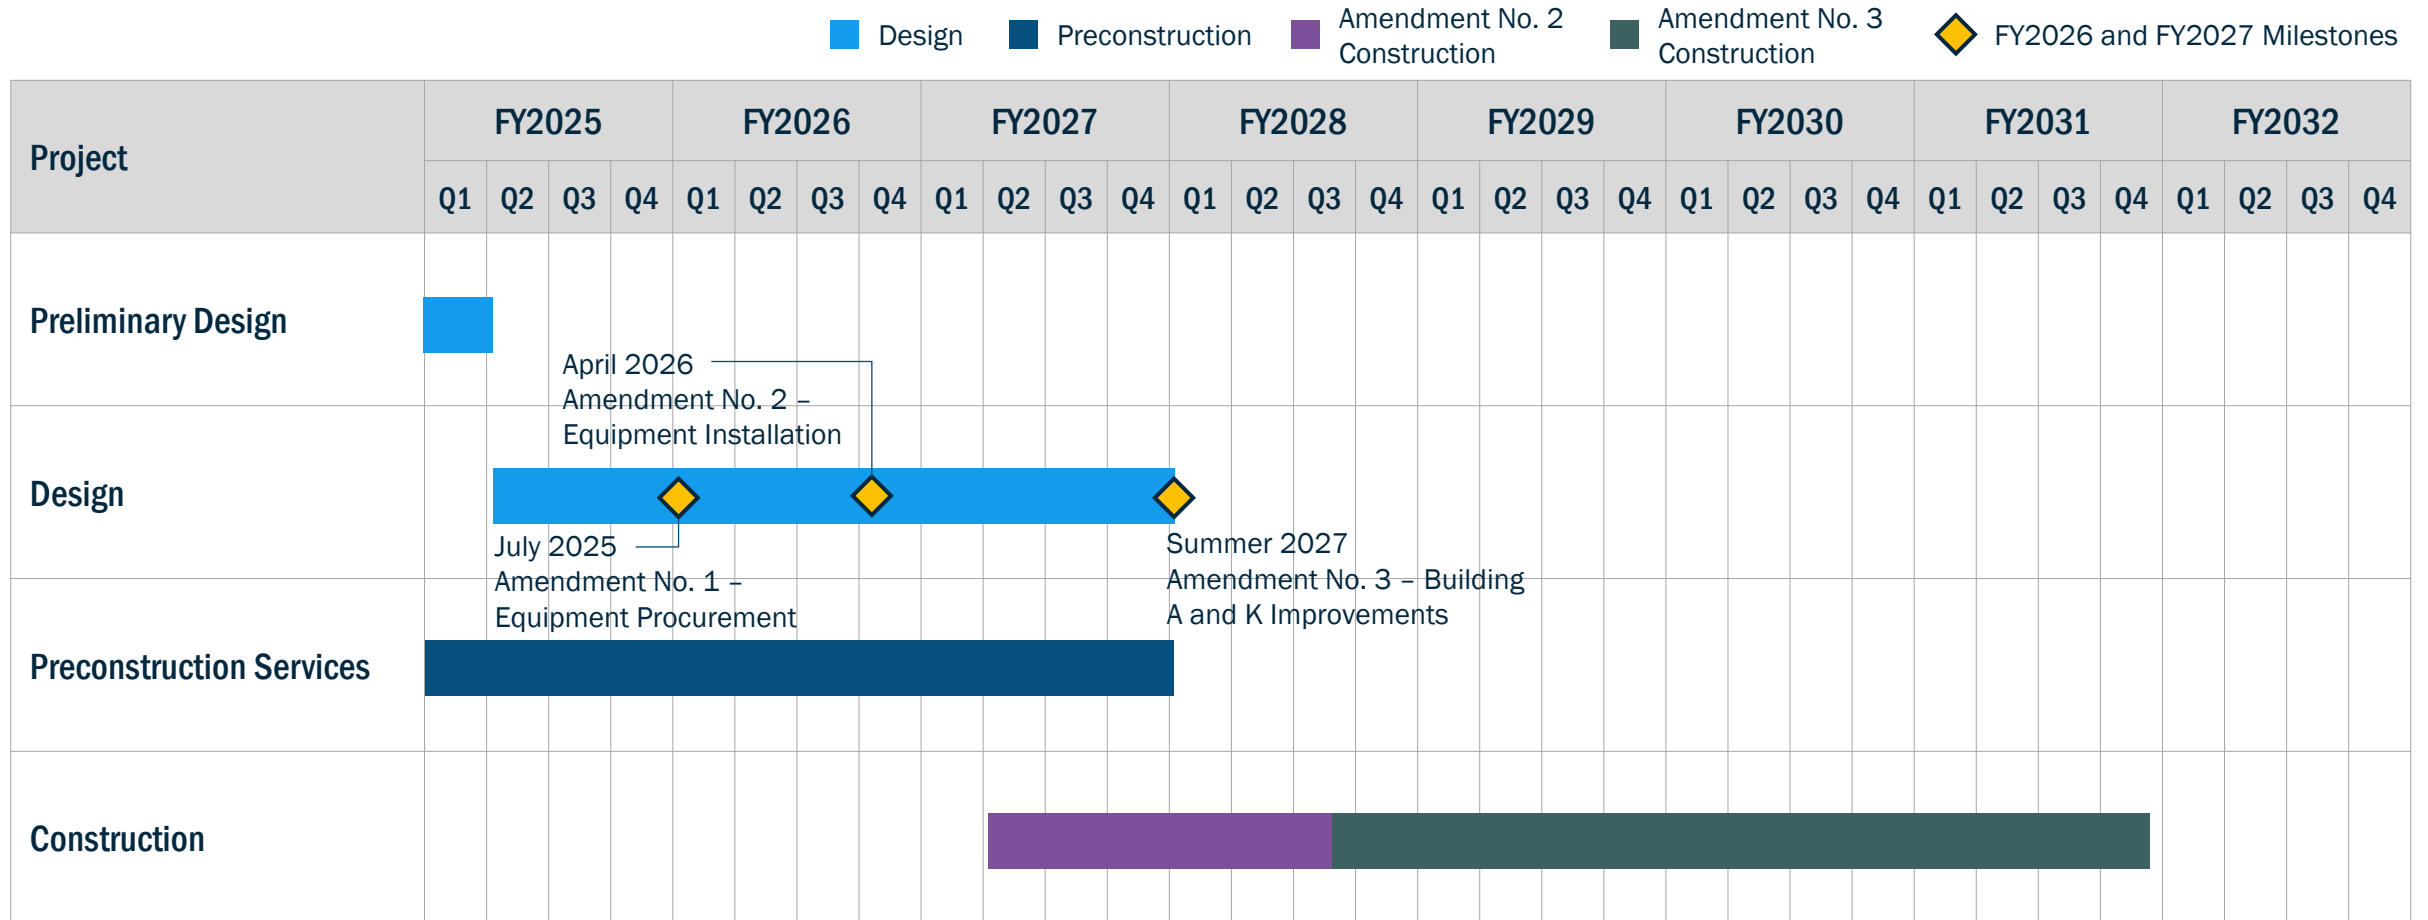 Design
Preconstruction
Amendment No. 2
Construction
Amendment No. 3
Construction
FY2026 and FY2027 Milestones
Project
FY2025 FY2026 FY2027 FY2028 FY2029 FY2030 FY2031 FY2032
Q1 Q2 Q3 Q4 Q1 Q2 Q3 Q4 Q1 Q2 Q3 Q4 Q1 Q2 Q3 Q4 Q1 Q2 Q3 Q4 Q1 Q2 Q3 Q4 Q1 Q2 Q3 Q4 Q1 Q2 Q3 Q4
Preliminary Design
April 2026
Amendment No. 2 –
Equipment Installation
Design
July 2025
Amendment No. 1 –
Equipment Procurement
Summer 2027
Amendment No. 3 – Building
A and K Improvements
Preconstruction Services
Construction